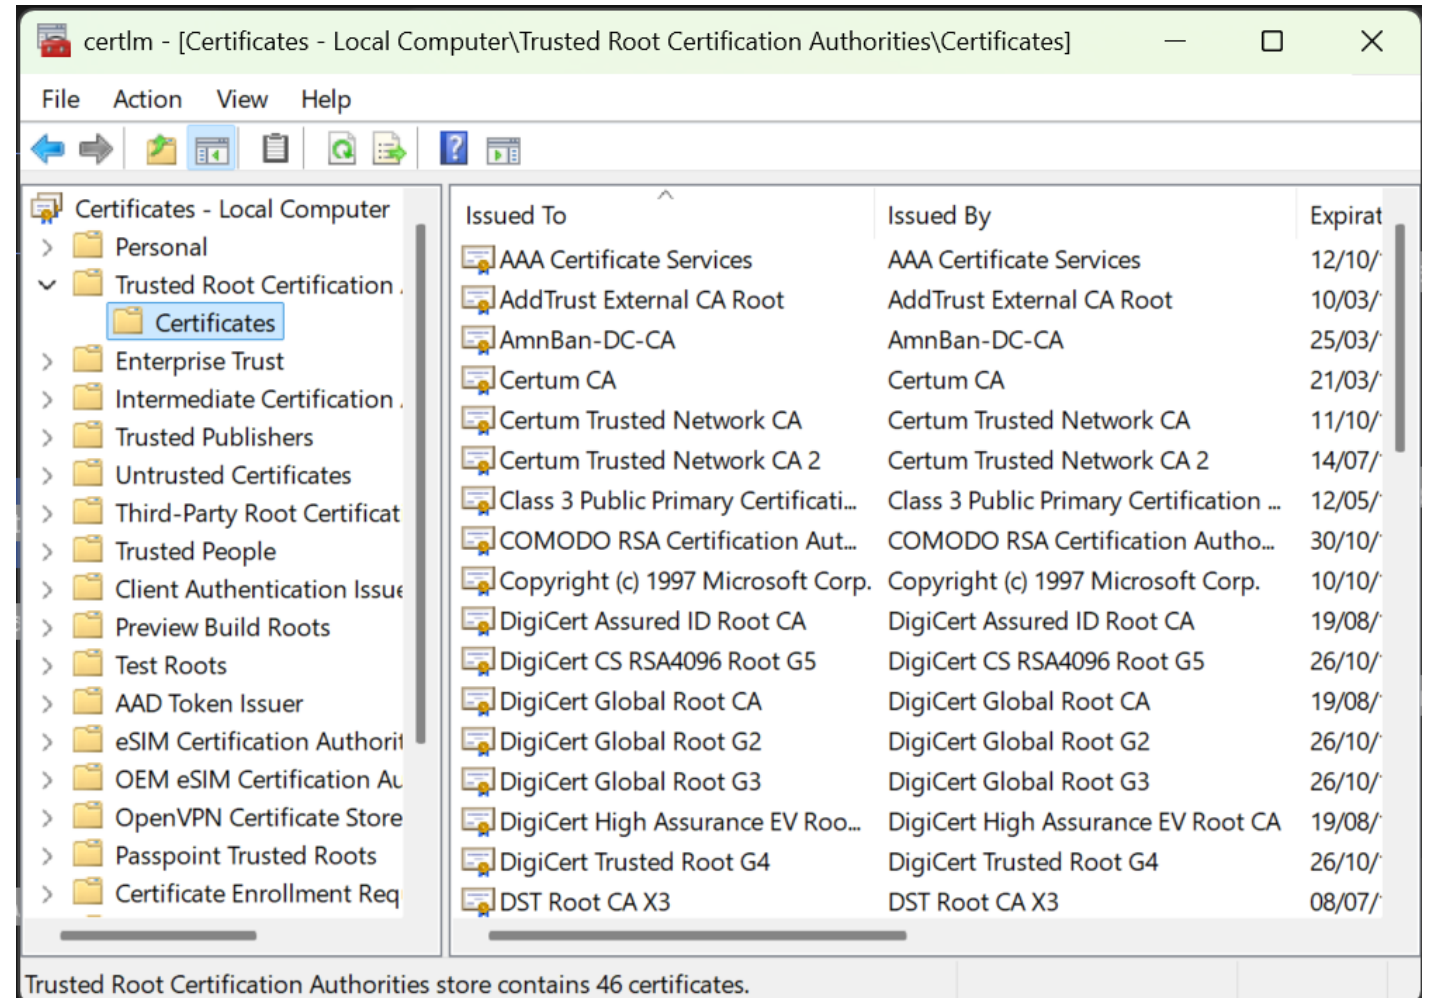 certlm - [Certificates - Local Computer\Trusted Root Certification Authorities\Certificates]
File Action View Help
Certificates - Local Computer
Personal
Trusted Root Certification
Certificates
Enterprise Trust
Intermediate Certification
Trusted Publishers
Untrusted Certificates
Third-Party Root Certificat
Trusted People
Client Authentication Issue
Preview Build Roots
Test Roots
AAD Token Issuer
eSIM Certification Authorit
OEM eSIM Certification Au
OpenVPN Certificate Store
Passpoint Trusted Roots
Certificate Enrollment Req
Issued To Issued By Expirat
AAA Certificate Services AAA Certificate Services 12/10/
AddTrust External CA Root AddTrust External CA Root 10/03/
AmnBan-DC-CA AmnBan-DC-CA 25/03/
Certum CA Certum CA 21/03/
Certum Trusted Network CA Certum Trusted Network CA 11/10/
Certum Trusted Network CA 2 Certum Trusted Network CA 2 14/07/
Class 3 Public Primary Certificati... Class 3 Public Primary Certification ... 12/05/
COMODO RSA Certification Aut... COMODO RSA Certification Autho... 30/10/
Copyright (c) 1997 Microsoft Corp. Copyright (c) 1997 Microsoft Corp. 10/10/
DigiCert Assured ID Root CA DigiCert Assured ID Root CA 19/08/
DigiCert CS RSA4096 Root G5 DigiCert CS RSA4096 Root G5 26/10/
DigiCert Global Root CA DigiCert Global Root CA 19/08/
DigiCert Global Root G2 DigiCert Global Root G2 26/10/
DigiCert Global Root G3 DigiCert Global Root G3 26/10/
DigiCert High Assurance EV Roo... DigiCert High Assurance EV Root CA 19/08/
DigiCert Trusted Root G4 DigiCert Trusted Root G4 26/10/
DST Root CA X3 DST Root CA X3 08/07/
Trusted Root Certification Authorities store contains 46 certificates.